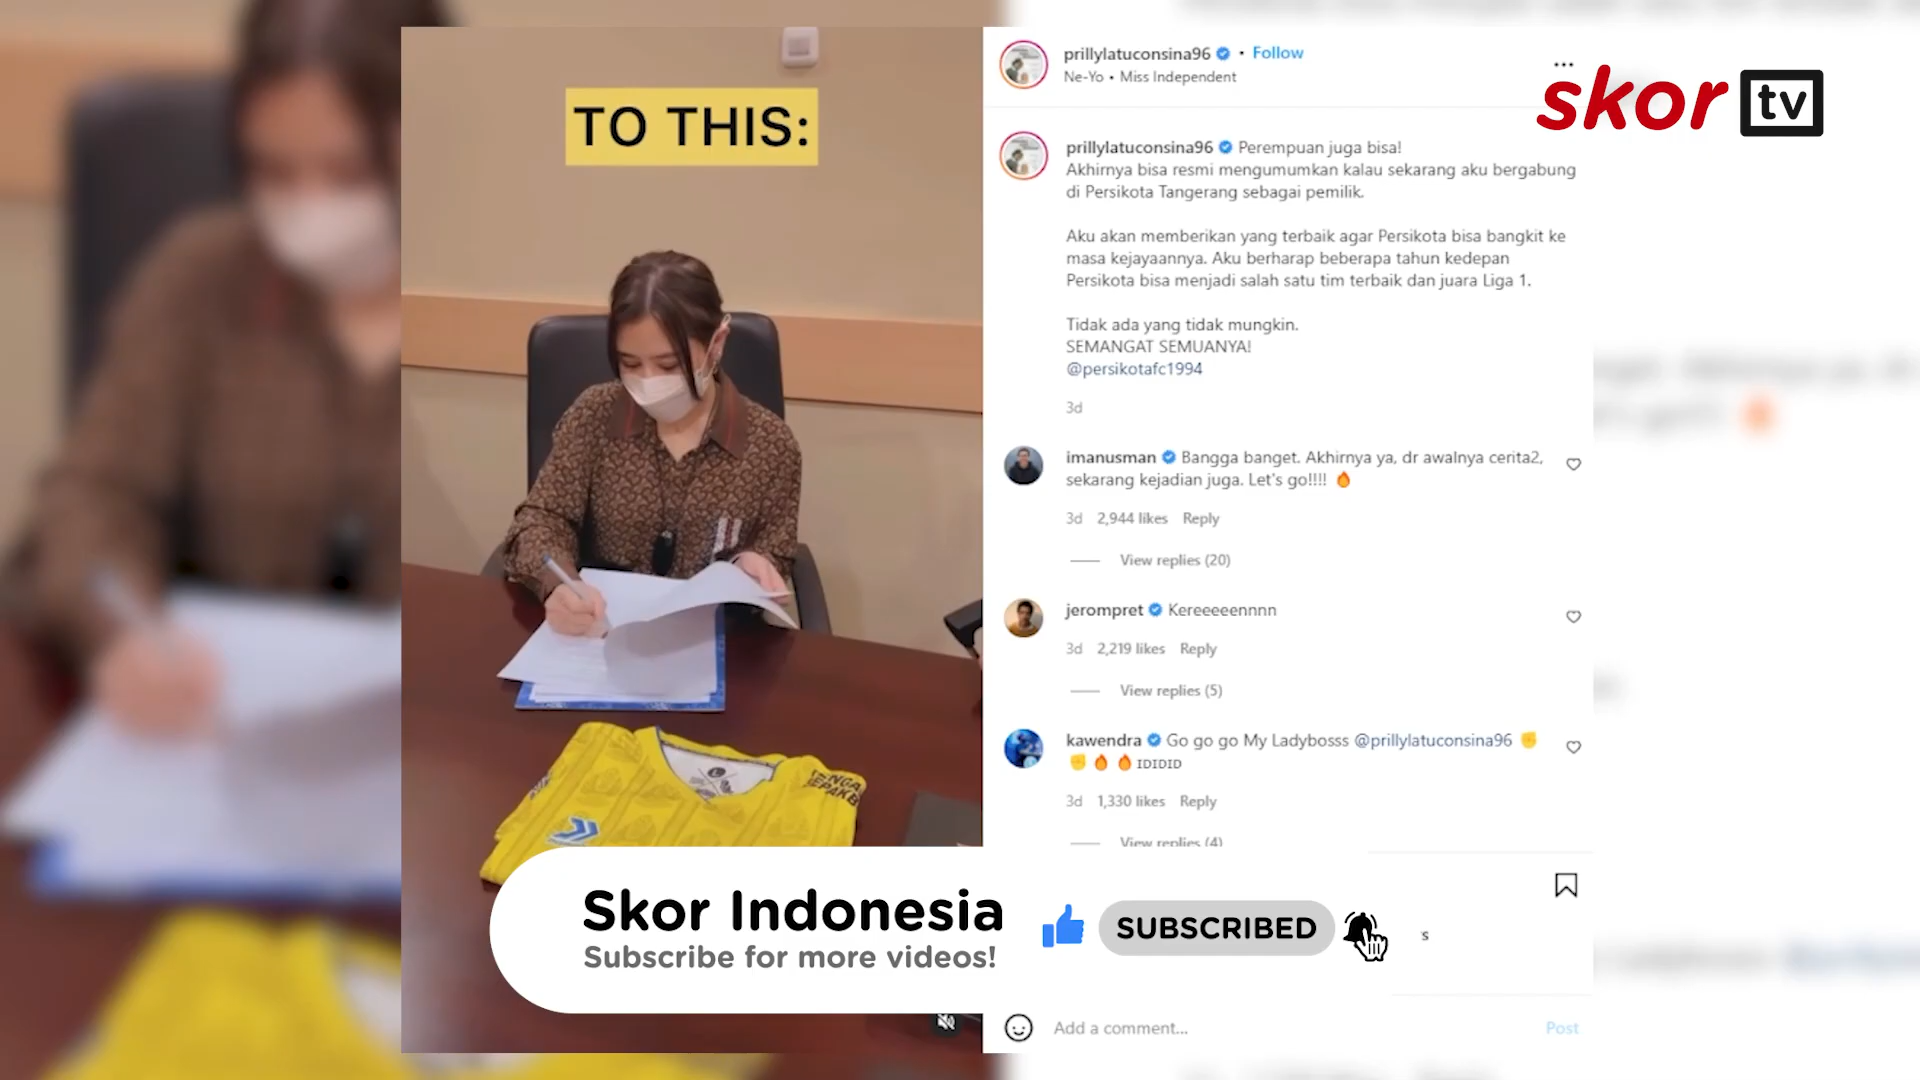 TO THIS:
prillylatuconsina96 • Follow
Ne-Yo • Miss Independent
...
skor tv
prillylatuconsina96 Perempuan juga bisa!
Akhirnya bisa resmi mengumumkan kalau sekarang aku bergabung
di Persikota Tangerang sebagai pemilik.
Aku akan memberikan yang terbaik agar Persikota bisa bangkit ke
masa kejayaannya. Aku berharap beberapa tahun kedepan
Persikota bisa menjadi salah satu tim terbaik dan juara Liga 1.
Tidak ada yang tidak mungkin.
SEMANGAT SEMUANYA!
@persikotafc1994
3d
imanusman Bangga banget. Akhirnya ya, dr awalnya cerita2,
sekarang kejadian juga. Let's go!!!! 🔥
3d 2,944 likes Reply
View replies (20)
jerompret Kereeeeennnn
3d 2,219 likes Reply
View replies (5)
kawendra Go go go My Ladybosss @prillylatuconsina96 ✊
✊🔥🔥IDIDID
3d 1,330 likes Reply
View replies (4)
Skor Indonesia
Subscribe for more videos!
SUBSCRIBED
s
Add a comment...
Post